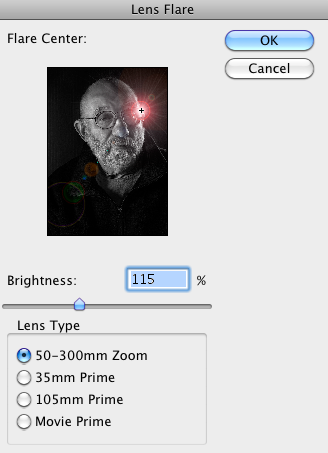 Lens Flare
Flare Center:
OK
Cancel
Brightness: 115 %
Lens Type
50-300mm Zoom
35mm Prime
105mm Prime
Movie Prime